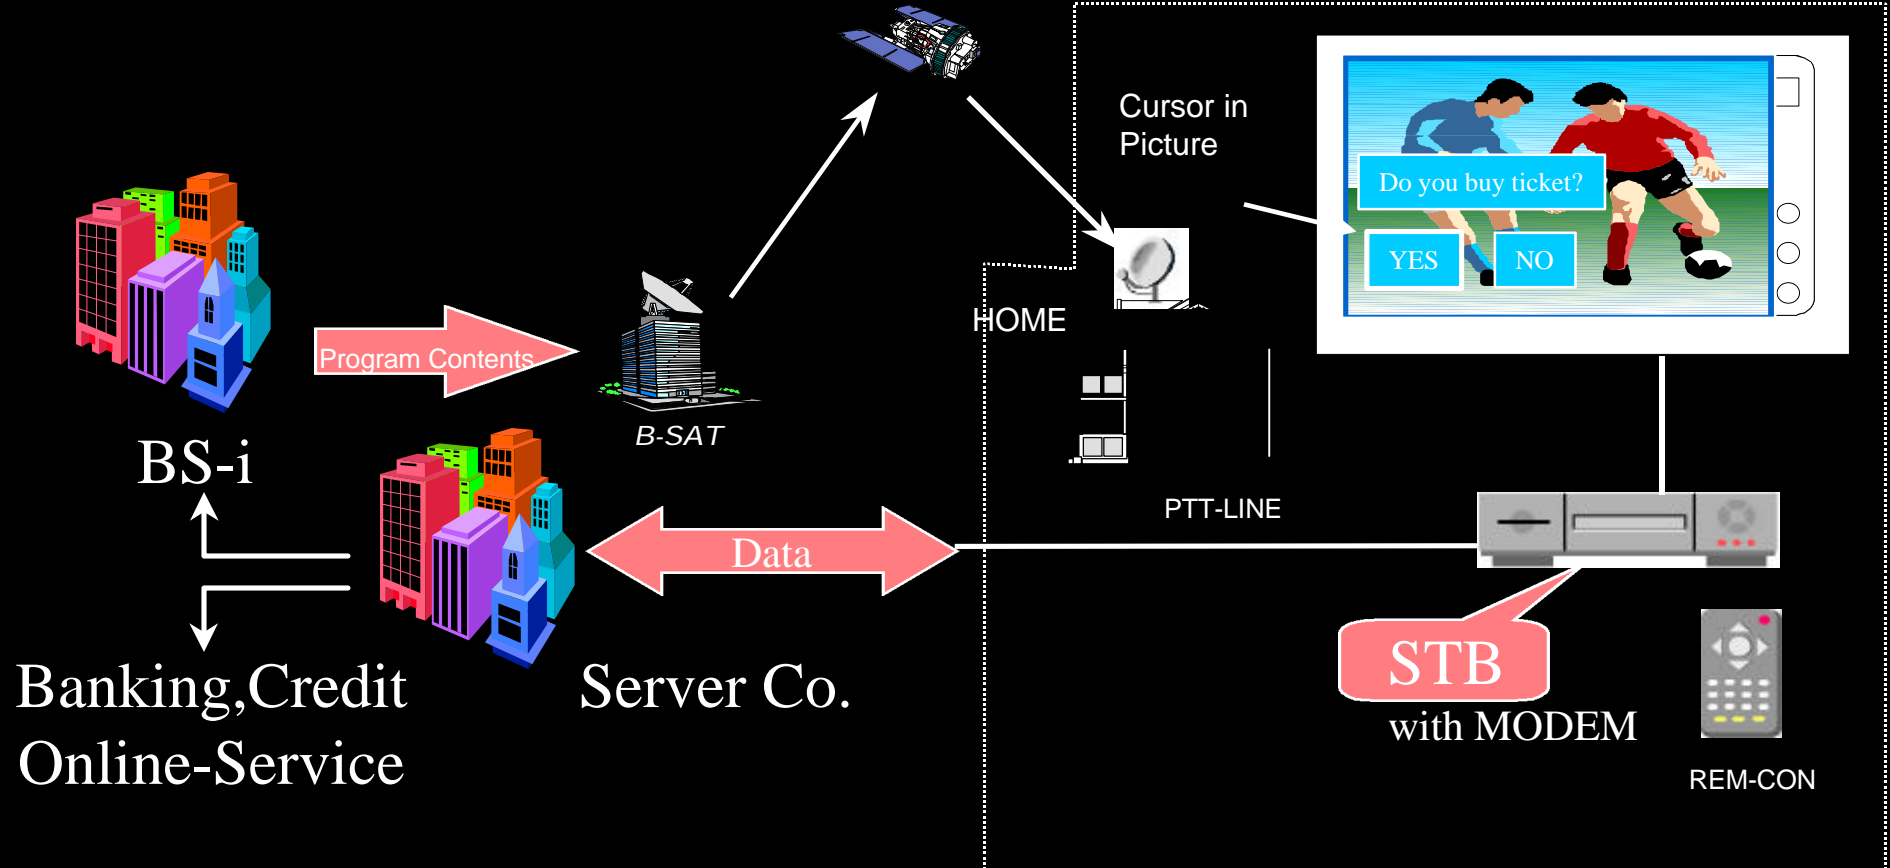 Cursor in
Picture
Do you buy ticket?
YES
NO
HOME
Program Contents
B-SAT
BS-i
PTT-LINE
Data
STB
with MODEM
Banking,Credit
Online-Service
Server Co.
REM-CON